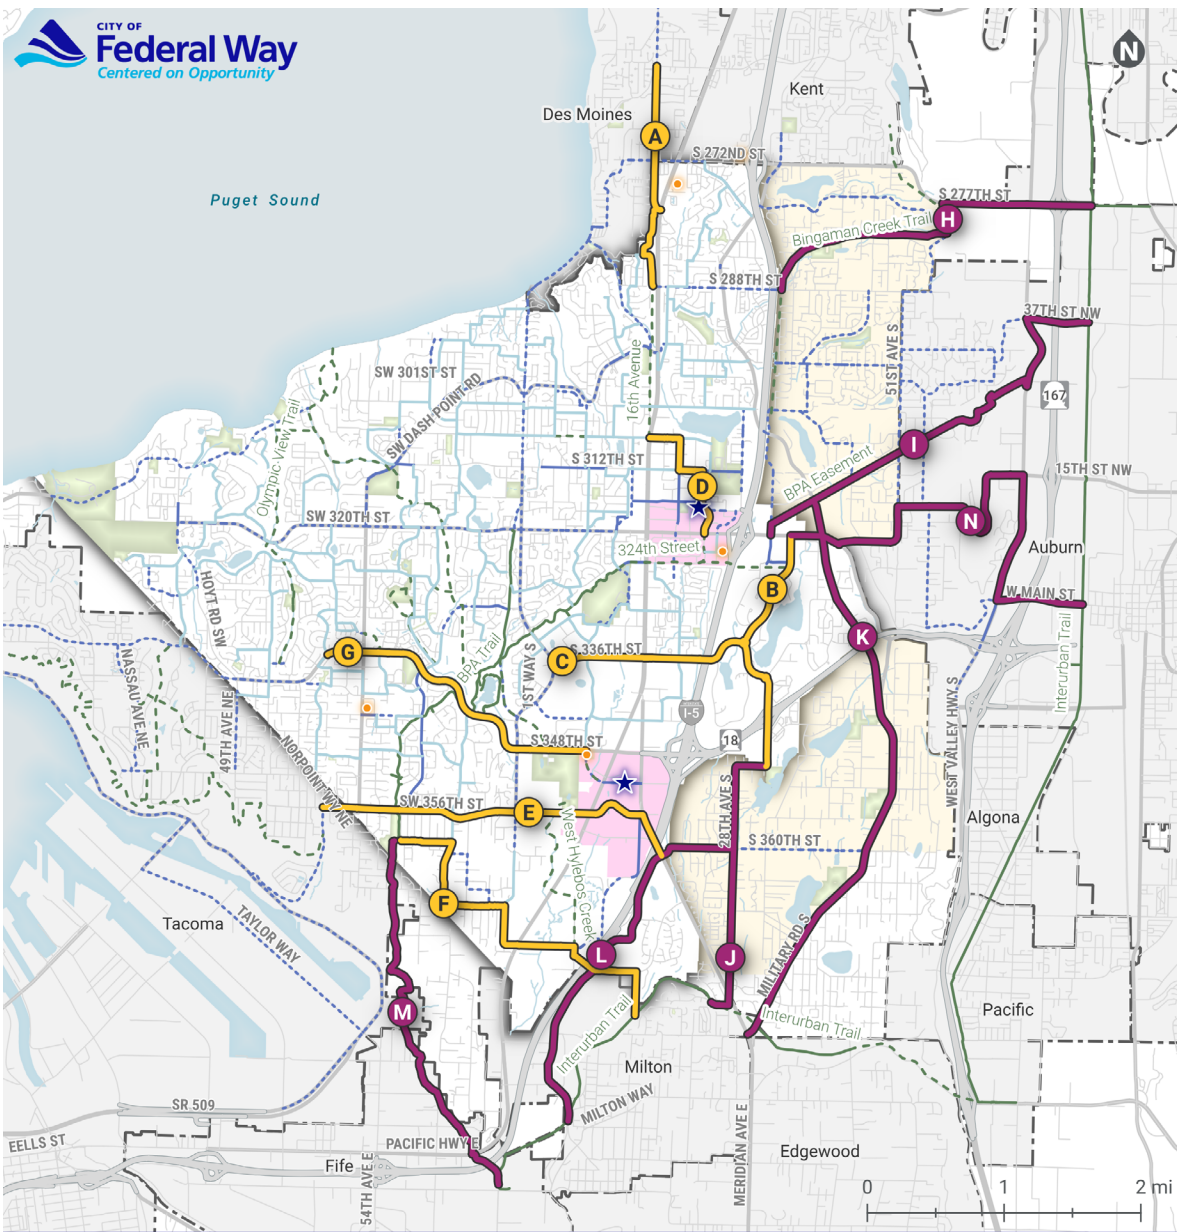 CITY OF
Federal Way
Centered on Opportunity
N
Kent
Des Moines
A
S 272ND ST
Puget Sound
S 277TH ST
H
Bingaman Creek Trail
S 288TH ST
37TH ST NW
16th Avenue
51ST AVE S
SW 301ST ST
SW DASH POINT RD
167
Olympic-View Trail
I
S 312TH ST
BPA Easement
15TH ST NW
D
SW 320TH ST
N
324th Street
Auburn
HOYT RD SW
B
W MAIN ST
K
G
BPA Trail
C
S 336TH ST
Interurban Trail
NASSAU AVE NE
49TH AVE NE
1ST WAY S
WEST VALLEY HWY S
I-5
18
S 348TH ST
NORPOINT WY NE
SW 356TH ST
E
28TH AVE S
Algona
S 360TH ST
West Hylebos Creek
F
Tacoma
TAYLOR WAY
L
J
MILITARY RD S
M
Interurban Trail
Interurban Trail
Pacific
Milton
SR 509
MILTON WAY
EELLS ST
PACIFIC HWY E
Fife
54TH AVE E
MERIDIAN AVE E
Edgewood
0
1
2 mi